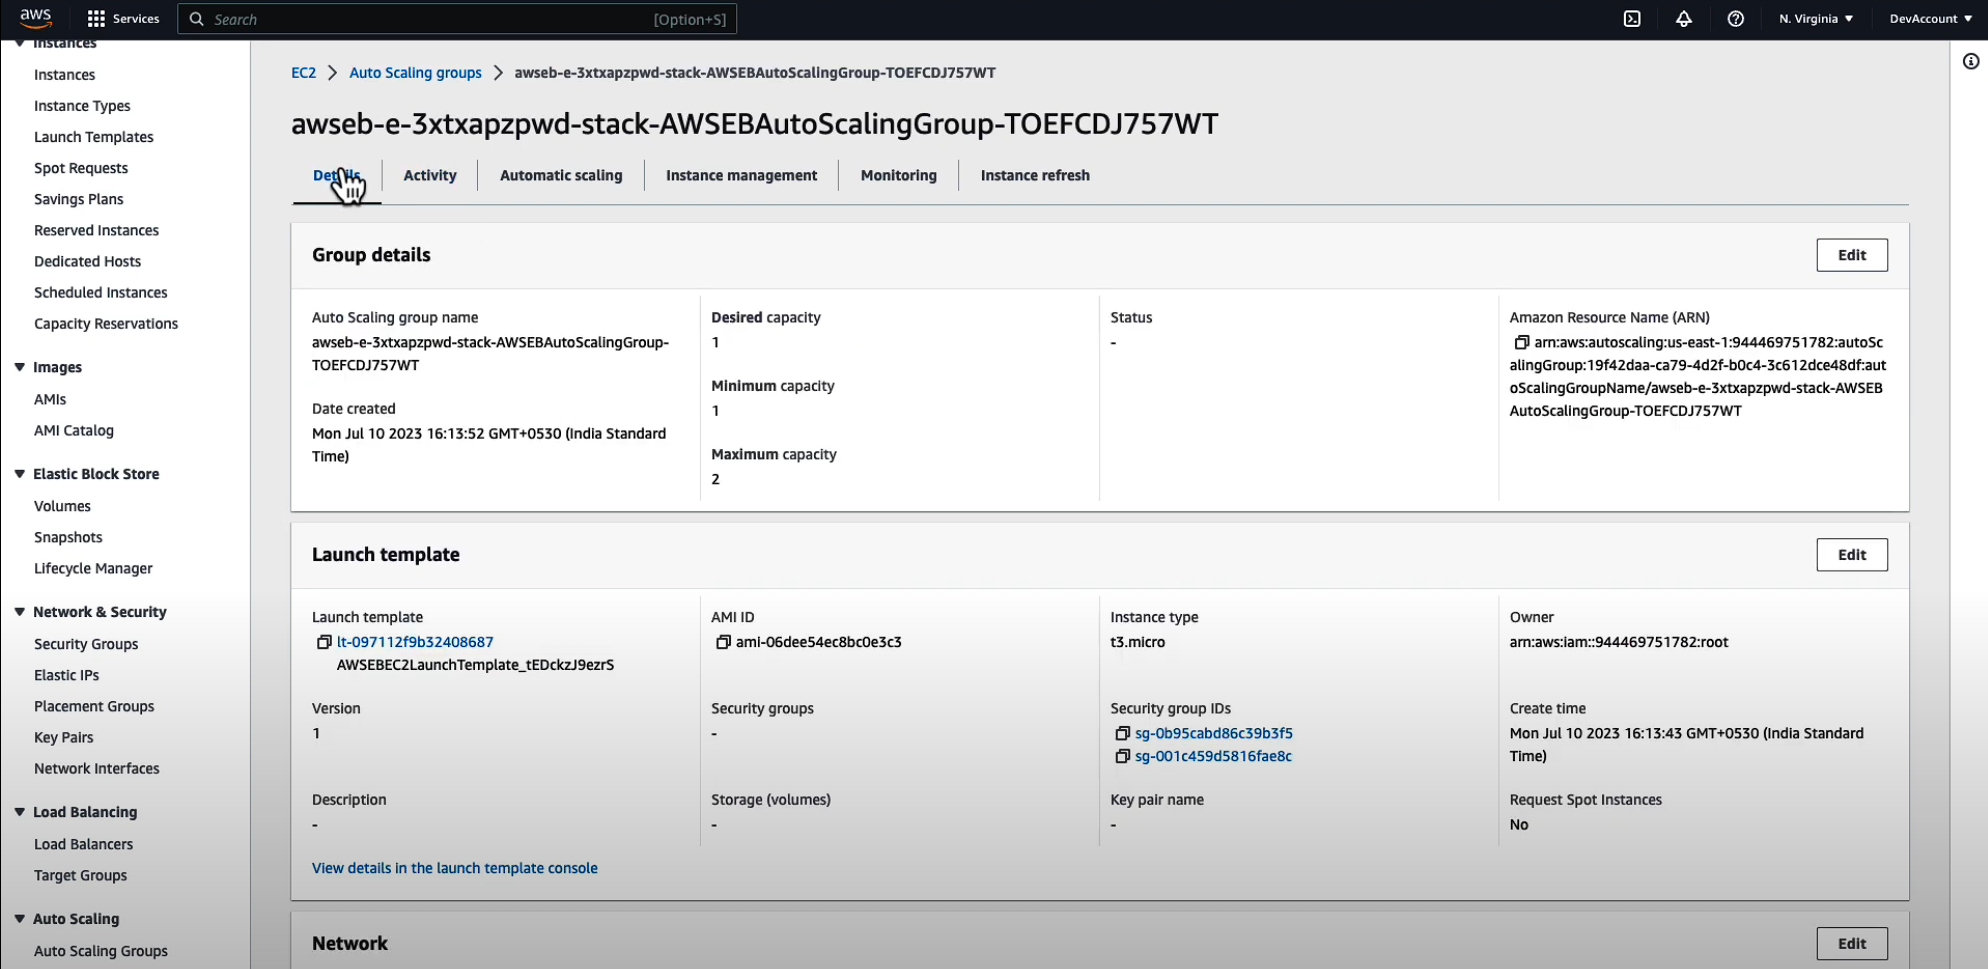 aws
Services
Search
[Option+S]
N. Virginia
DevAccount
Instances
Instances
Instance Types
Launch Templates
Spot Requests
Savings Plans
Reserved Instances
Dedicated Hosts
Scheduled Instances
Capacity Reservations
Images
AMIs
AMI Catalog
Elastic Block Store
Volumes
Snapshots
Lifecycle Manager
Network & Security
Security Groups
Elastic IPs
Placement Groups
Key Pairs
Network Interfaces
Load Balancing
Load Balancers
Target Groups
Auto Scaling
Auto Scaling Groups
EC2 > Auto Scaling groups > awseb-e-3xtxapzpwd-stack-AWSEBAutoScalingGroup-TOEFCDJ757WT
awseb-e-3xtxapzpwd-stack-AWSEBAutoScalingGroup-TOEFCDJ757WT
Details
Activity
Automatic scaling
Instance management
Monitoring
Instance refresh
Group details
Edit
Auto Scaling group name
awseb-e-3xtxapzpwd-stack-AWSEBAutoScalingGroup-
TOEFCDJ757WT
Date created
Mon Jul 10 2023 16:13:52 GMT+0530 (India Standard
Time)
Desired capacity
1
Minimum capacity
1
Maximum capacity
2
Status
-
Amazon Resource Name (ARN)
arn:aws:autoscaling:us-east-1:944469751782:autoSc
alingGroup:19f42daa-ca79-4d2f-b0c4-3c612dce48df:aut
oScalingGroupName/awseb-e-3xtxapzpwd-stack-AWSEB
AutoScalingGroup-TOEFCDJ757WT
Launch template
Edit
Launch template
lt-097112f9b32408687
AWSEBEC2LaunchTemplate_tEDckzJ9ezrS
AMI ID
ami-06dee54ec8bc0e3c3
Instance type
t3.micro
Owner
arn:aws:iam::944469751782:root
Version
1
Security groups
-
Security group IDs
sg-0b95cabd86c39b3f5
sg-001c459d5816fae8c
Create time
Mon Jul 10 2023 16:13:43 GMT+0530 (India Standard
Time)
Description
-
Storage (volumes)
-
Key pair name
-
Request Spot Instances
No
View details in the launch template console
Network
Edit